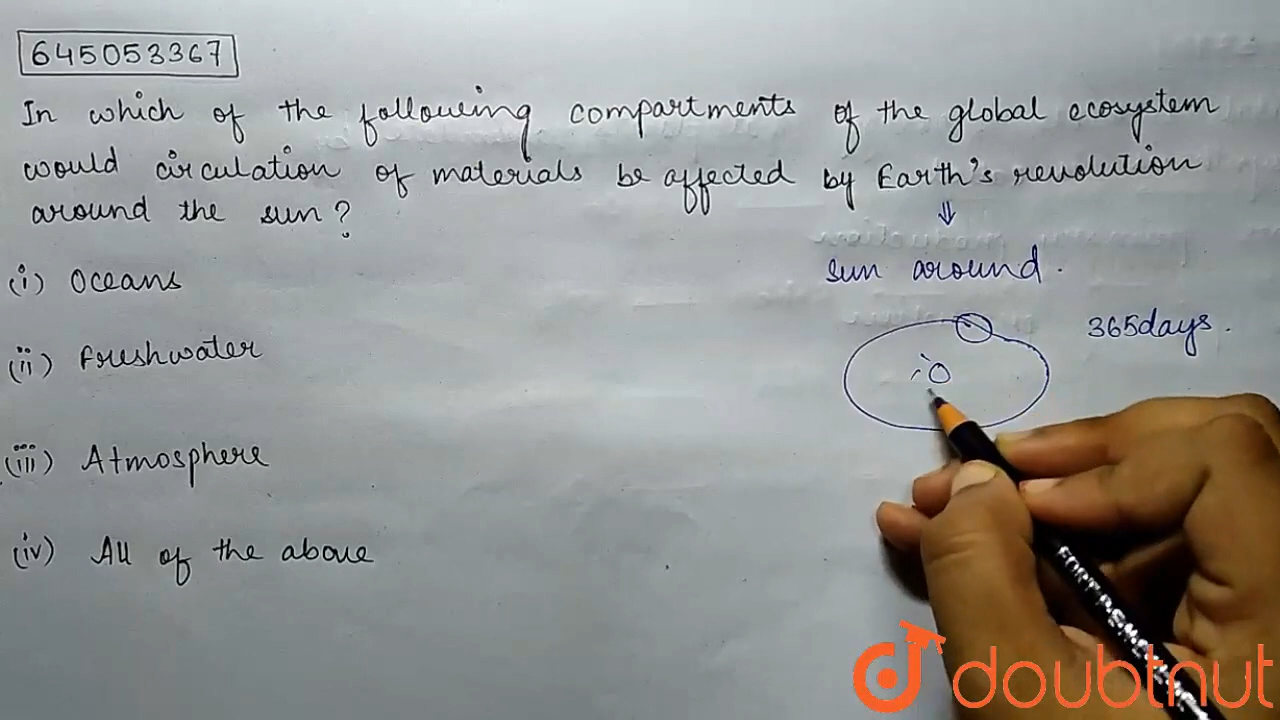 645053367
In which of the following compartments of the global ecosystem
would circulation of materials be affected by Earth's revolution
around the sun?
⇓
sun around.
(i) Oceans
365days.
(ii) Freshwater
(iii) Atmosphere
(iv) All of the above
doubtnut